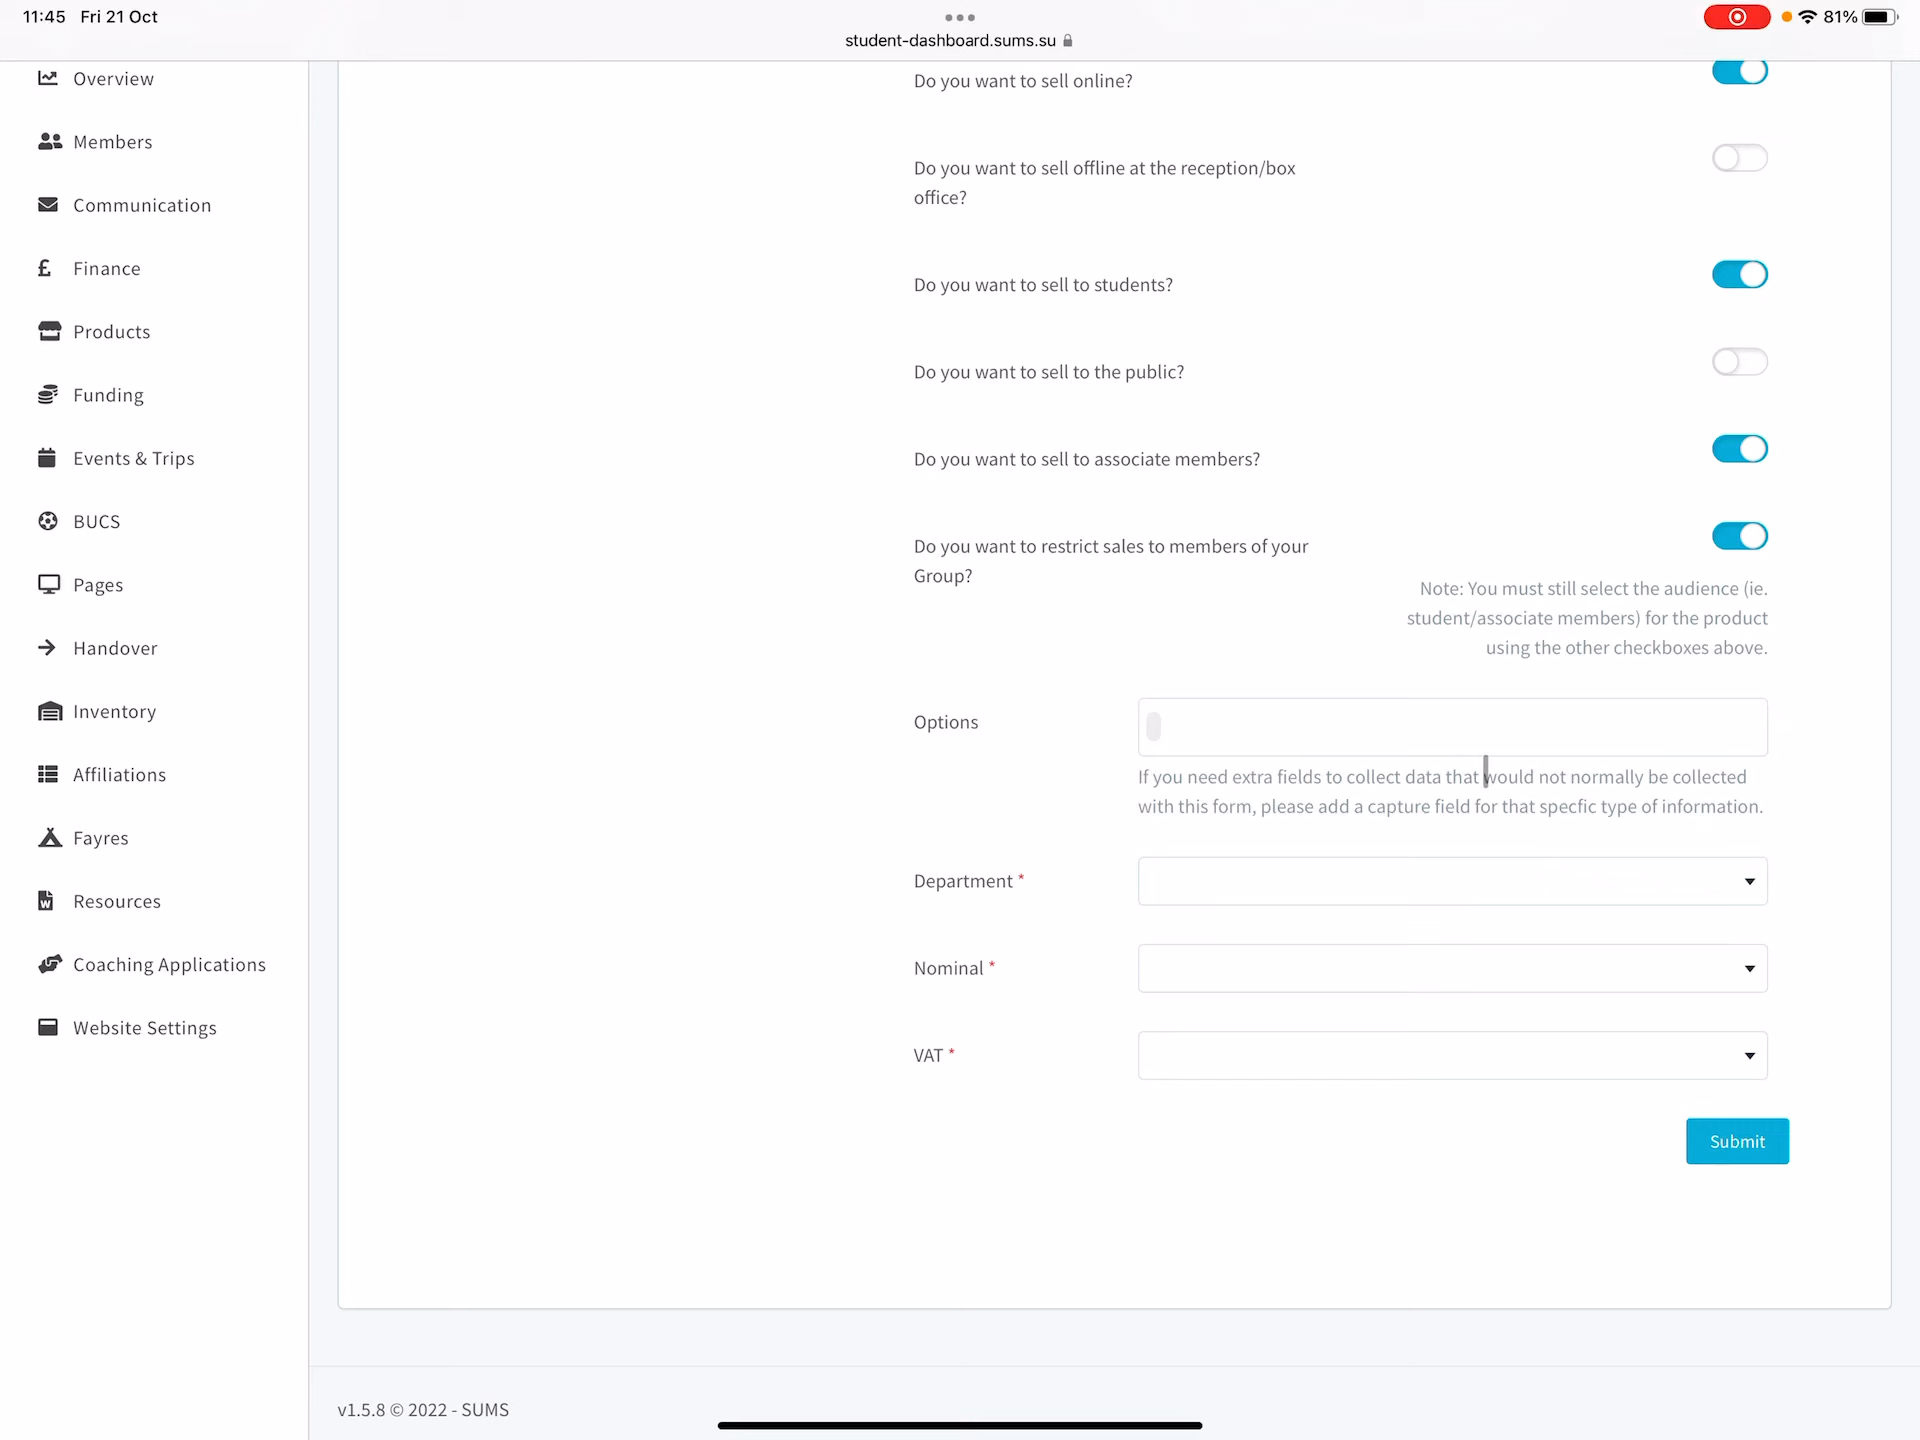 11:45 Fri 21 Oct
student-dashboard.sums.su
81%
Overview
Members
Communication
Finance
Products
Funding
Events & Trips
BUCS
Pages
Handover
Inventory
Affiliations
Fayres
Resources
Coaching Applications
Website Settings
Do you want to sell online?
Do you want to sell offline at the reception/box
office?
Do you want to sell to students?
Do you want to sell to the public?
Do you want to sell to associate members?
Do you want to restrict sales to members of your
Group?
Note: You must still select the audience (ie.
student/associate members) for the product
using the other checkboxes above.
Options
If you need extra fields to collect data that would not normally be collected
with this form, please add a capture field for that specfic type of information.
Department *
Nominal *
VAT *
Submit
v1.5.8 © 2022 - SUMS